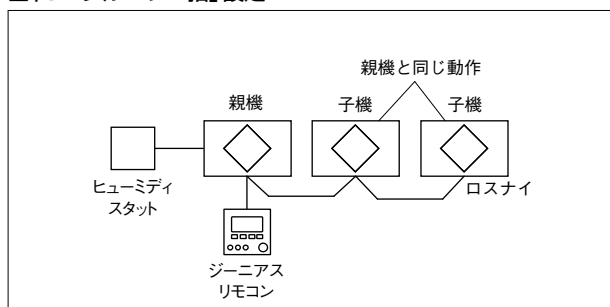 親機と同じ動作
親機
子機
子機
ヒューミディ
スタット
ロスナイ
ジーニアス
リモコン